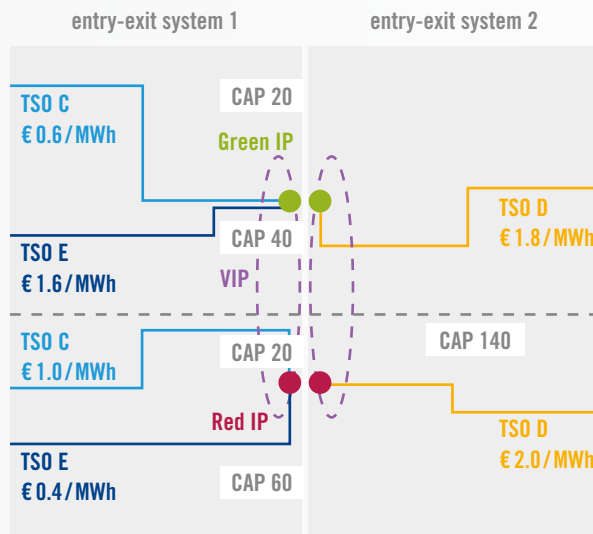 entry-exit system 1
entry-exit system 2
TSO C
€ 0.6 / MWh
CAP 20
Green IP
TSO E
€ 1.6 / MWh
CAP 40
VIP
TSO D
€ 1.8 / MWh
TSO C
€ 1.0 / MWh
CAP 20
CAP 140
Red IP
TSO E
€ 0.4 / MWh
CAP 60
TSO D
€ 2.0 / MWh